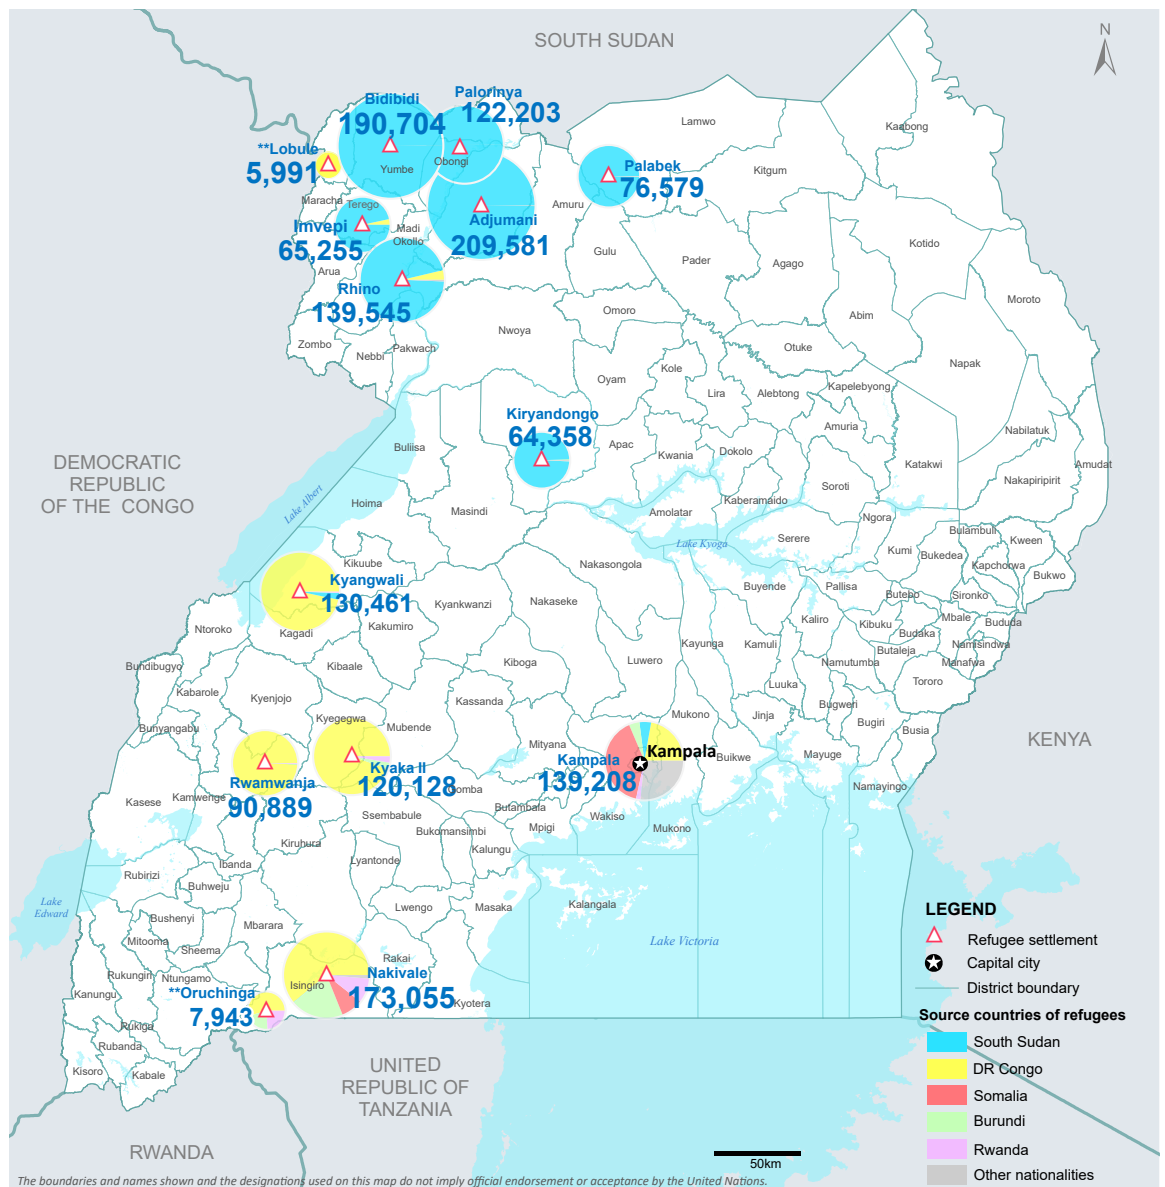 SOUTH SUDAN
N
Palorinya
122,203
Bidibidi
190,704
Lamwo
Kaabong
**Lobule
5,991
Yumbe
Obongi
Palabek
76,579
Kitgum
Maracha
Terego
Imvepi
65,255
Madi
Okollo
Adjumani
209,581
Amuru
Gulu
Pader
Agago
Kotido
Arua
Rhino
139,545
Moroto
Omoro
Abim
Nwoya
Zombo
Nebbi
Pakwach
Otuke
Napak
Oyam
Kole
Lira
Alebtong
Kapelebyong
Kiryandongo
64,358
Amuria
Nabilatuk
Buliisa
Apac
Kwania
Dokolo
Katakwi
Amudat
DEMOCRATIC
REPUBLIC
OF THE CONGO
Lake Albert
Hoima
Masindi
Amolatar
Kaberamaido
Soroti
Nakapiripirit
Ngora
Lake Kyoga
Serere
Bulambuli
Kween
Kumi
Bukedea
Kapchorwa
Bukwo
Kikuube
Kyangwali
130,461
Nakasongola
Buyende
Pallisa
Butebo
Sironko
Kagadi
Kakumiro
Kyankwanzi
Nakaseke
Kaliro
Kibuku
Mbale
Bududa
Budaka
Namisindwa
Butaleja
Manafwa
Ntoroko
Bundibugyo
Kibaale
Kiboga
Luwero
Kayunga
Kamuli
Namutumba
Tororo
Luuka
Kabarole
Kyenjojo
Kassanda
Bugweri
Bunyangabu
Kyegegwa
Mubende
Mukono
Jinja
Bugiri
Busia
KENYA
Mityana
Kampala
Kampala
139,208
Buikwe
Mayuge
Rwamwanja
90,889
Kyaka II
120,128
Gomba
Namayingo
Kasese
Kamwenge
Butambala
Ssembabule
Bukomansimbi
Mpigi
Wakiso
Mukono
Kiruhura
Kalungu
Lyantonde
Ibanda
Rubirizi
Buhweju
Lake
Edward
Bushenyi
Mbarara
Lwengo
Masaka
Kalangala
Lake Victoria
Mitooma
Sheema
Rakai
Rukungiri
Ntungamo
Isingiro
Nakivale
173,055
Kanungu
**Oruchinga
7,943
Kyotera
Rukiga
Rubanda
Kisoro
Kabale
UNITED
REPUBLIC OF
TANZANIA
RWANDA
LEGEND
Refugee settlement
Capital city
District boundary
Source countries of refugees
South Sudan
DR Congo
Somalia
Burundi
Rwanda
Other nationalities
50km
The boundaries and names shown and the designations used on this map do not imply official endorsement or acceptance by the United Nations.